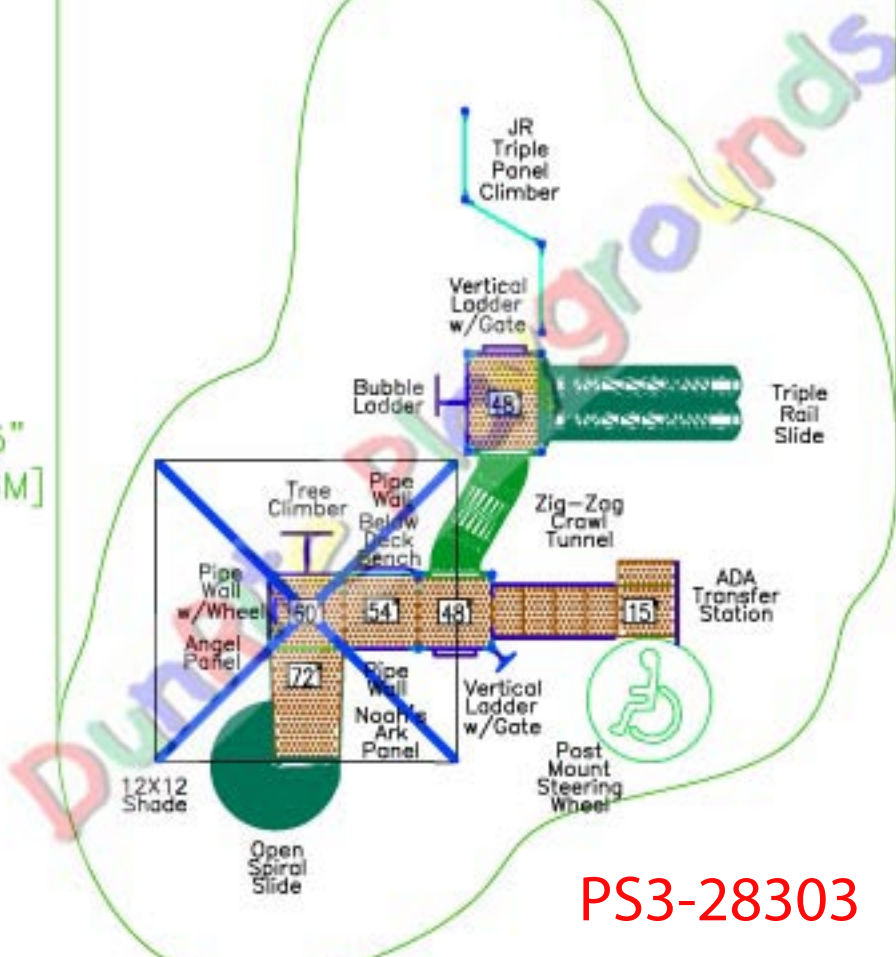 JR
Triple
Panel
Climber
Vertical
Ladder
w/Gate
Bubble
Ladder
48
Triple
Rail
Slide
6"
M]
Tree
Climber
Pipe
Wall
Below
Deck
Bench
Zig-Zag
Crawl
Tunnel
Pipe
Wall
w/Wheel
60
54
48
15
ADA
Transfer
Station
Angel
Panel
72
Pipe
Wall
Noah's
Ark
Panel
Vertical
Ladder
w/Gate
Post
Mount
Steering
Wheel
12X12
Shade
Open
Spiral
Slide
PS3-28303